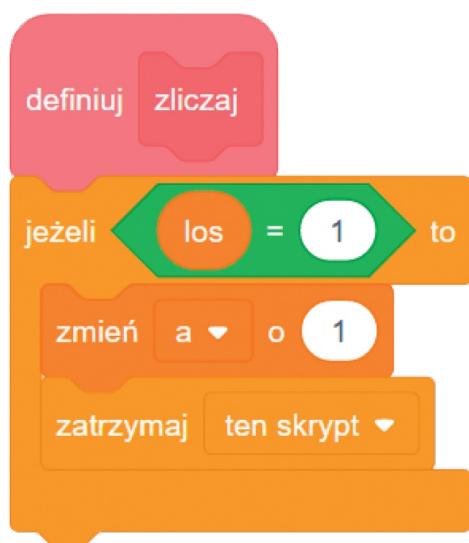 definiuj zliczaj
jeżeli los = 1 to
zmień a o 1
zatrzymaj ten skrypt